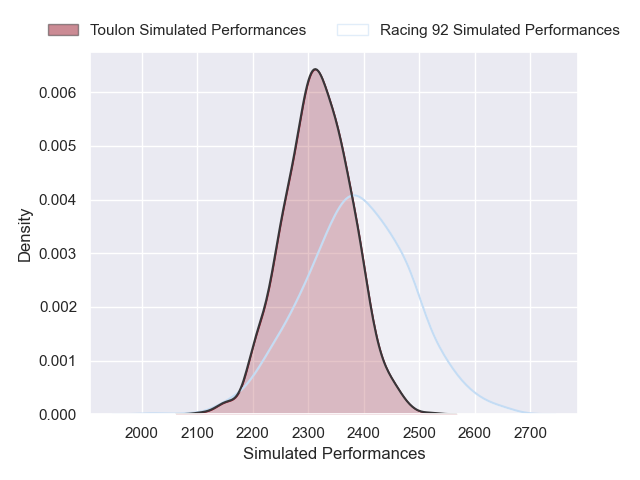 Toulon Simulated Performances
Racing 92 Simulated Performances
0.006
0.005
0.004
0.003
0.002
0.001
0.000
Density
2000 2100 2200 2300 2400 2500 2600 2700
Simulated Performances